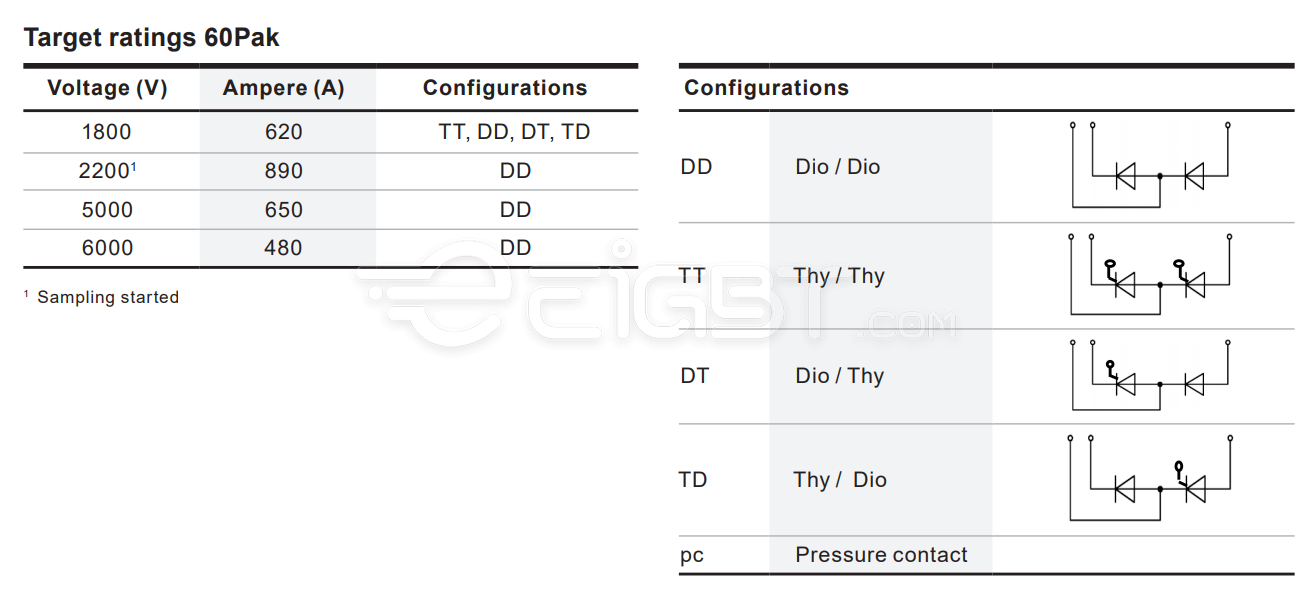 Target ratings 60Pak
Voltage (V) Ampere (A) Configurations
1800 620 TT, DD, DT, TD
2200¹ 890 DD
5000 650 DD
6000 480 DD
¹ Sampling started
Configurations
DD Dio / Dio
TT Thy / Thy
DT Dio / Thy
TD Thy / Dio
pc Pressure contact
eciGBT.COM